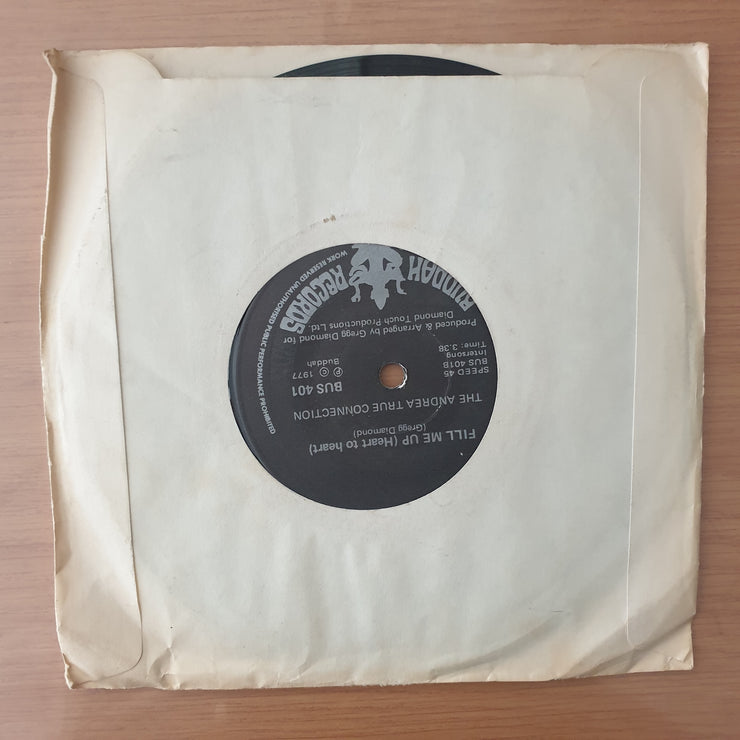 BUDDAH
RECORDS
WORK RESERVED UNAUTHORISED PUBLIC PERFORMANCE PROHIBITED
Produced & Arranged by Gregg Diamond for
Diamond Touch Productions Ltd.
SPEED 45
BUS 401B
Intersong
Time: 3.38
BUS 401
℗ © 1977
Buddah
THE ANDREA TRUE CONNECTION
FILL ME UP (Heart to heart)
(Gregg Diamond)